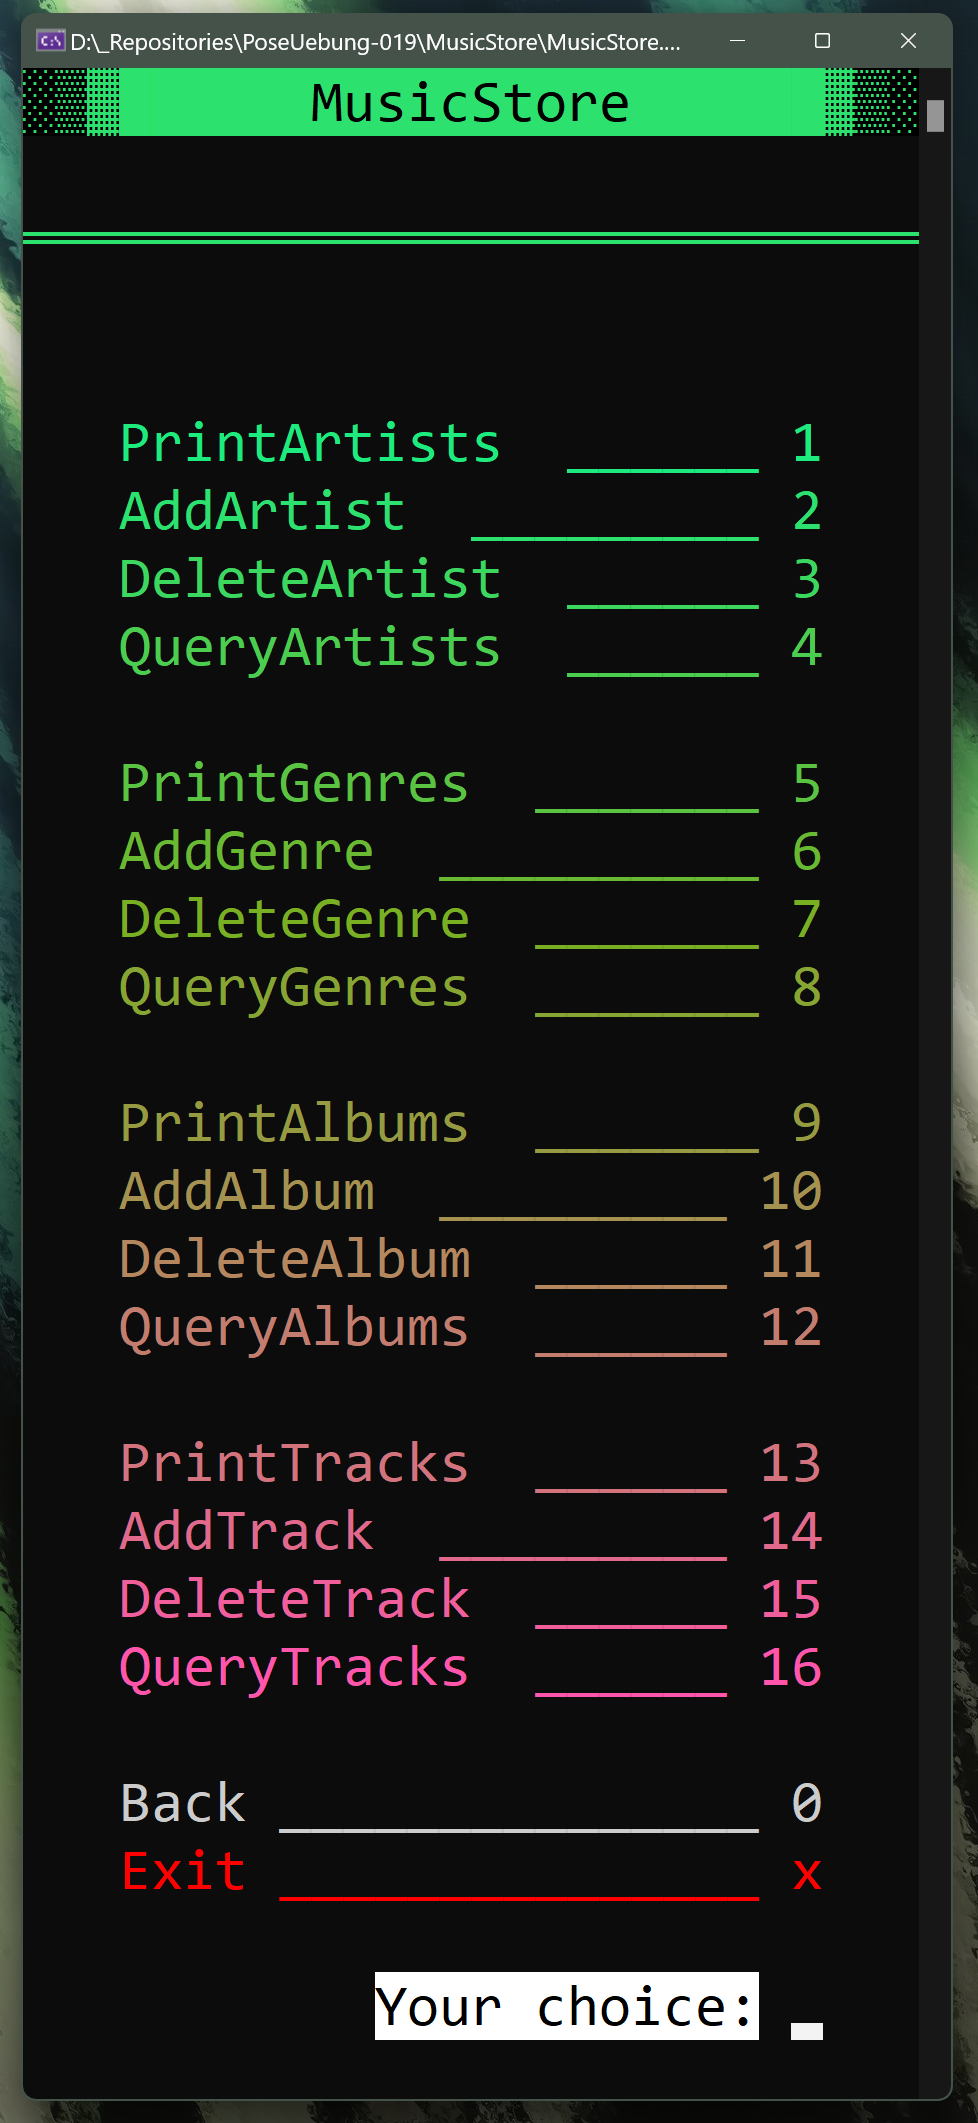 D:\_Repositories\PoseUebung-019\MusicStore\MusicStore....
MusicStore
PrintArtists ______ 1
AddArtist _________ 2
DeleteArtist ______ 3
QueryArtists ______ 4
PrintGenres _______ 5
AddGenre __________ 6
DeleteGenre _______ 7
QueryGenres _______ 8
PrintAlbums _______ 9
AddAlbum _________ 10
DeleteAlbum ______ 11
QueryAlbums ______ 12
PrintTracks ______ 13
AddTrack _________ 14
DeleteTrack ______ 15
QueryTracks ______ 16
Back _______________ 0
Exit _______________ x
Your choice: _